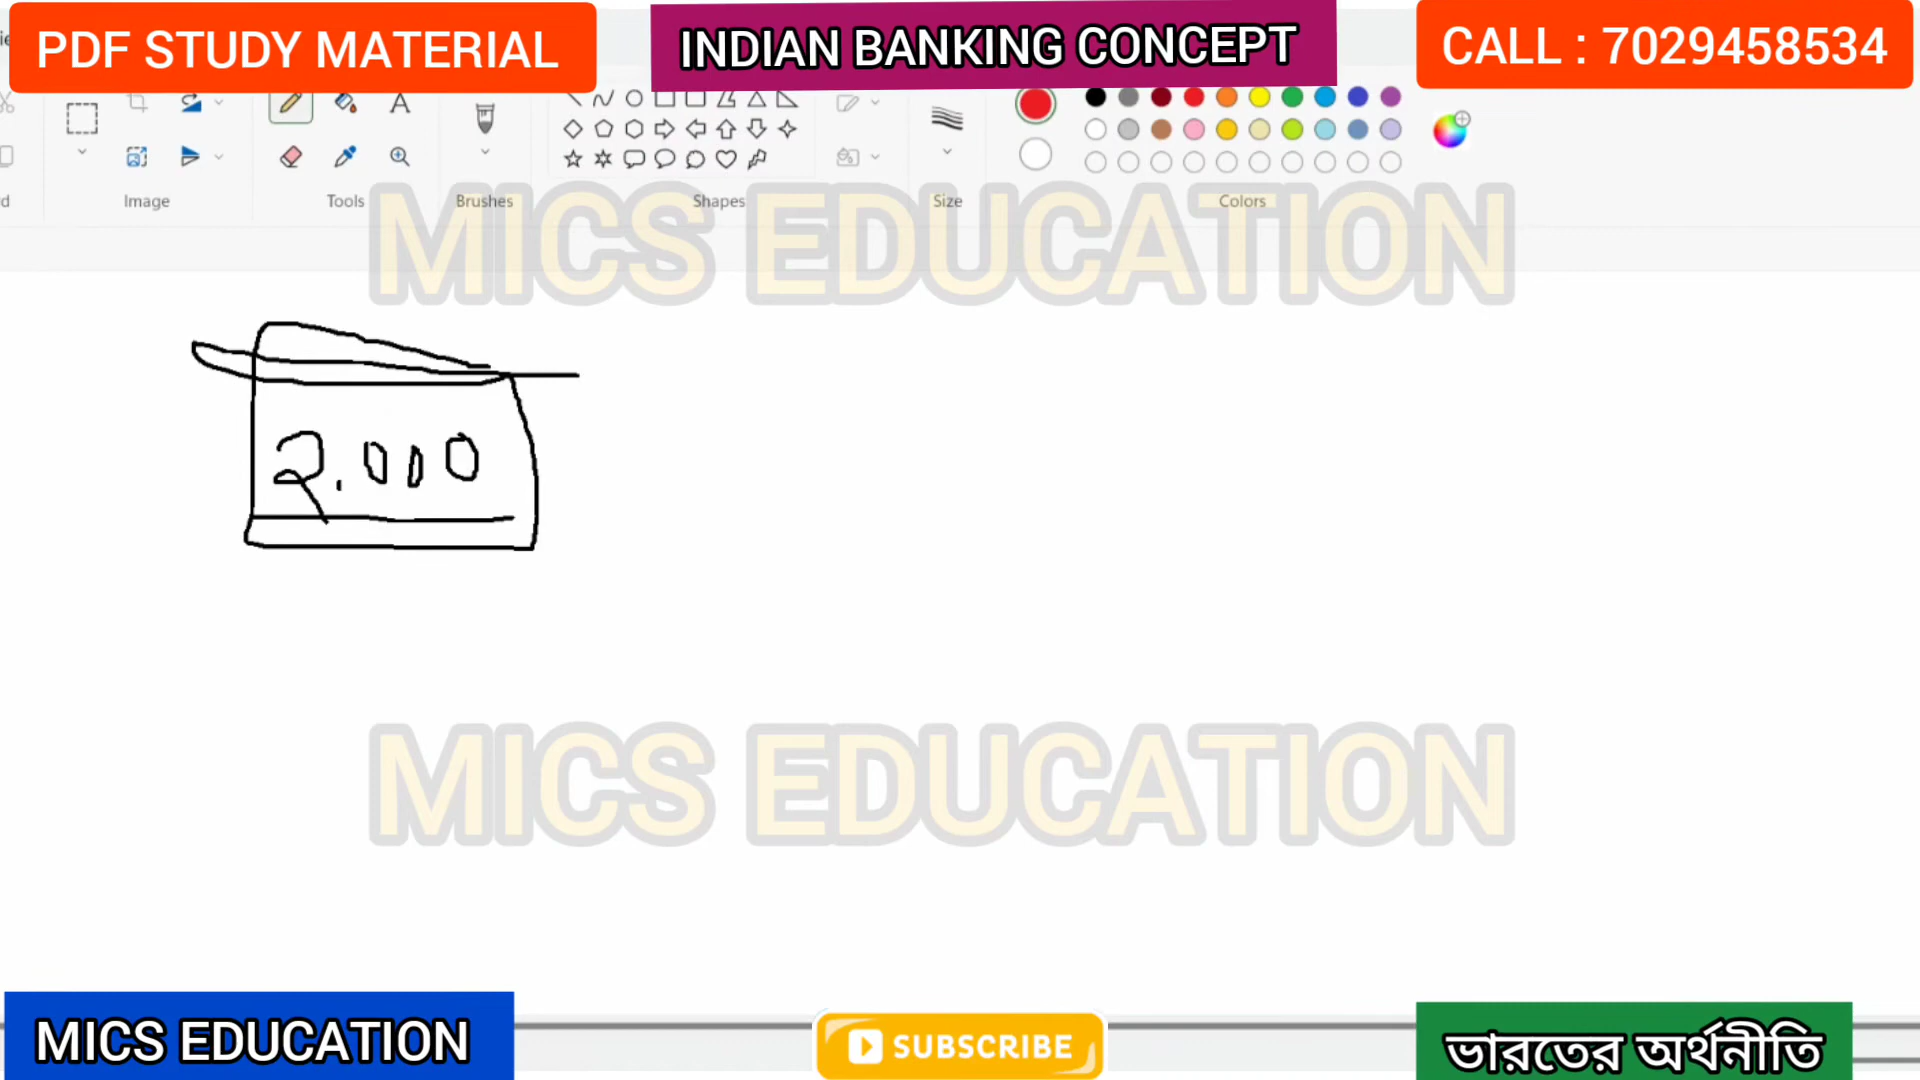 PDF STUDY MATERIAL
INDIAN BANKING CONCEPT
CALL : 7029458534
Image
Tools
Brushes
Shapes
Size
Colors
MICS EDUCATION
2.000
MICS EDUCATION
MICS EDUCATION
SUBSCRIBE
ভারতের অর্থনীতি